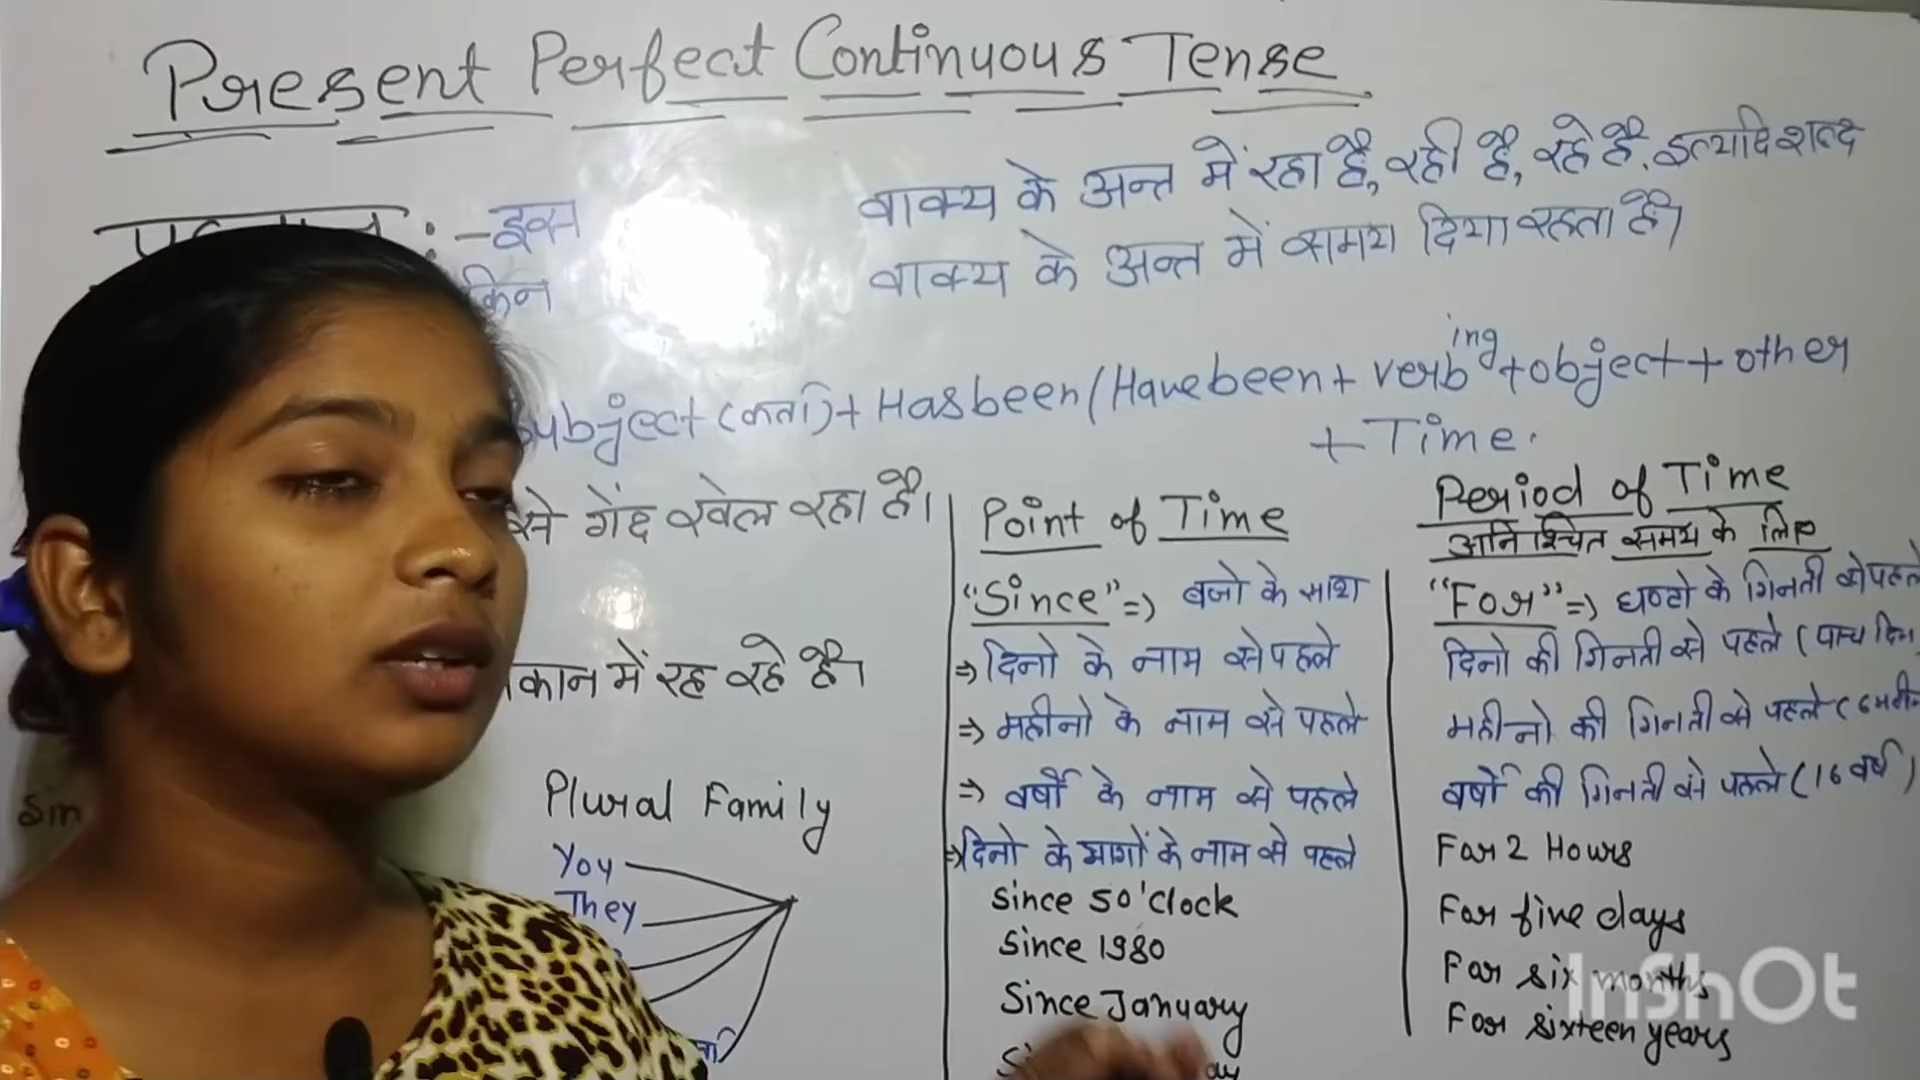 Present Perfect Continuous Tense
:- इस वाक्य के अन्त में रहा है, रही है, रहे है. इत्यादि शब्द
किन वाक्य के अन्त में समय दिया रहता है।
Subject (कर्ता) + Has been / Have been + verb ing + object + other
+ Time.
से गेंद खेल रहा है।
कान में रह रहे है।
Plural Family
You
They
Point of Time
"Since" => बजो के साथ
=> दिनो के नाम से पहले
=> महीनो के नाम से पहले
=> वर्षो के नाम से पहले
=> दिनो के भागों के नाम से पहले
Since 5 o'clock
Since 1980
Since January
Period of Time
अनिश्चित समय के लिए
"For" => घण्टो के गिनती से पहले
दिनो की गिनती से पहले (पाच दिन
महीनो की गिनती से पहले (6 महीन
वर्षो की गिनती से पहले (16 वर्ष)
For 2 Hours
For five days
For six months
For sixteen years
InShOt